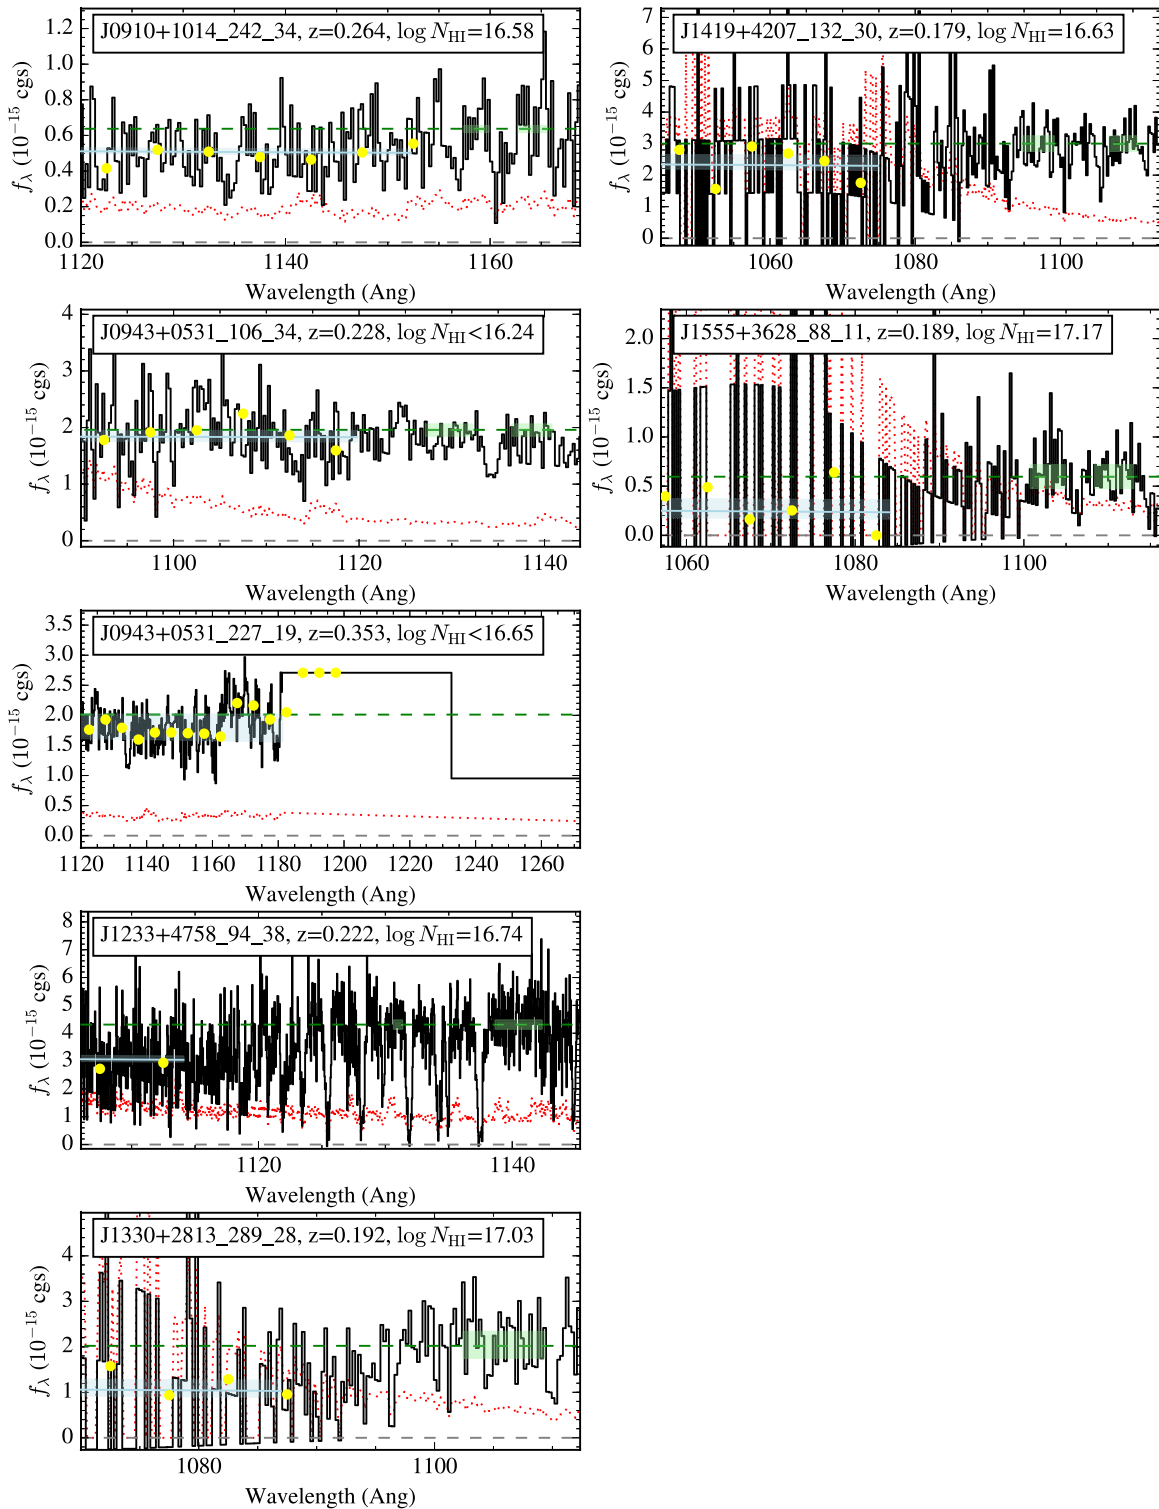 J0910+1014_242_34, z=0.264, log N_HI=16.58
f_λ (10^−15 cgs)
1.2
1.0
0.8
0.6
0.4
0.2
0.0
1120 1130 1140 1150 1160
Wavelength (Ang)
J1419+4207_132_30, z=0.179, log N_HI=16.63
f_λ (10^−15 cgs)
7
6
5
4
3
2
1
0
1060 1080 1100
Wavelength (Ang)
J0943+0531_106_34, z=0.228, log N_HI<16.24
f_λ (10^−15 cgs)
4
3
2
1
0
1100 1110 1120 1130 1140
Wavelength (Ang)
J1555+3628_88_11, z=0.189, log N_HI=17.17
f_λ (10^−15 cgs)
2.0
1.5
1.0
0.5
0.0
1060 1080 1100
Wavelength (Ang)
J0943+0531_227_19, z=0.353, log N_HI<16.65
f_λ (10^−15 cgs)
3.5
3.0
2.5
2.0
1.5
1.0
0.5
0.0
1120 1140 1160 1180 1200 1220 1240 1260
Wavelength (Ang)
J1233+4758_94_38, z=0.222, log N_HI=16.74
f_λ (10^−15 cgs)
8
7
6
5
4
3
2
1
0
1120 1140
Wavelength (Ang)
J1330+2813_289_28, z=0.192, log N_HI=17.03
f_λ (10^−15 cgs)
4
3
2
1
0
1080 1100
Wavelength (Ang)